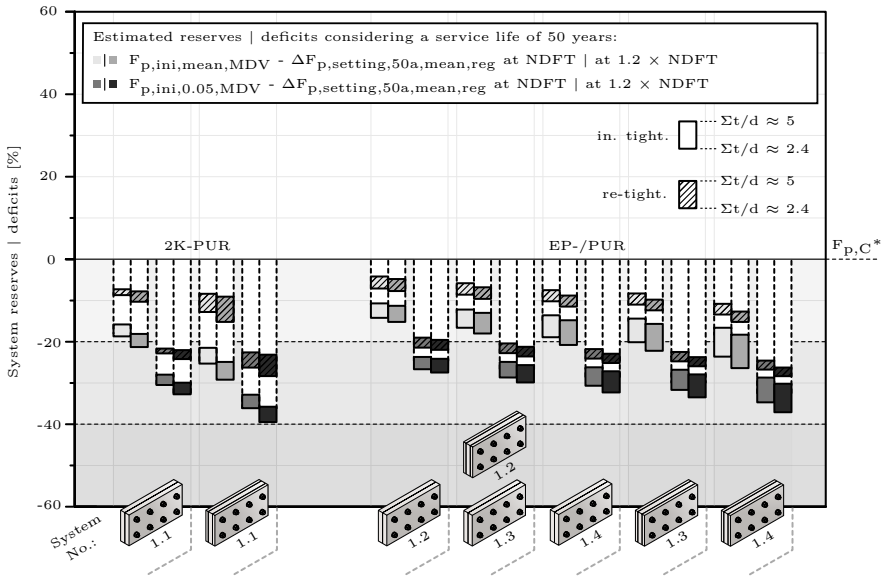 60
40
20
0
-20
-40
-60
System reserves | deficits [%]
Estimated reserves | deficits considering a service life of 50 years:
F_p,ini,mean,MDV - ΔF_p,setting,50a,mean,reg at NDFT | at 1.2 × NDFT
F_p,ini,0.05,MDV - ΔF_p,setting,50a,mean,reg at NDFT | at 1.2 × NDFT
in. tight.
Σt/d ≈ 5
Σt/d ≈ 2.4
re-tight.
Σt/d ≈ 5
Σt/d ≈ 2.4
2K-PUR
EP-/PUR
F_p,C*
1.2
System
No.:
1.1
1.1
1.2
1.3
1.4
1.3
1.4